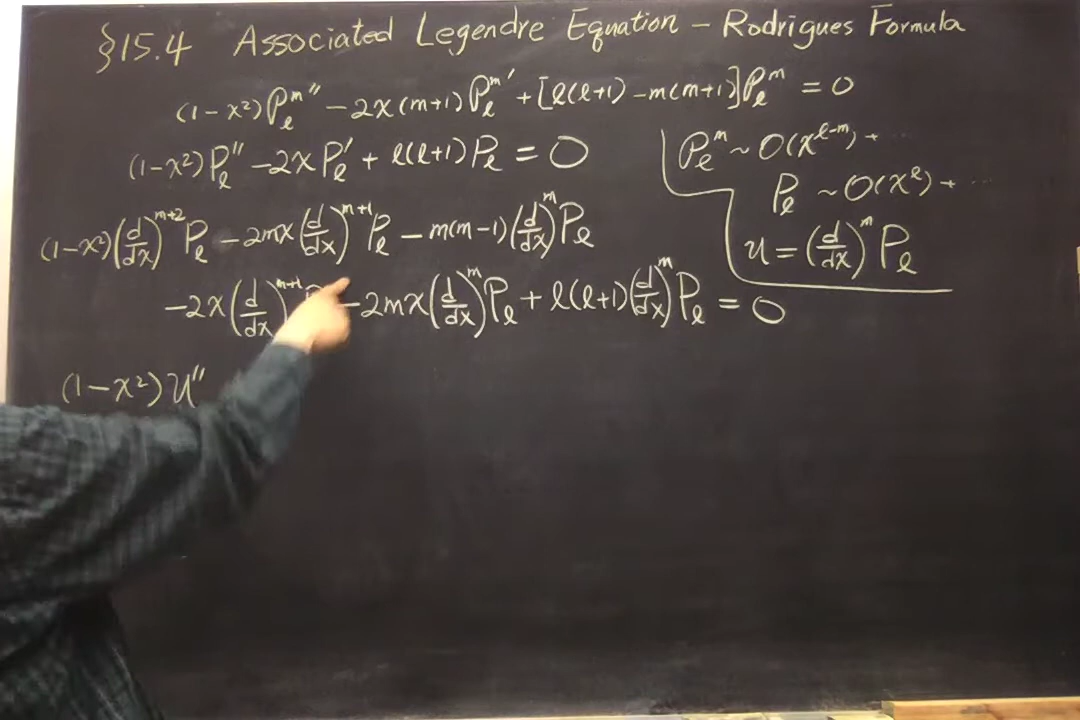 §15.4 Associated Legendre Equation – Rodrigues Formula
(1-x²)𝒫ₗᵐ'' - 2x(m+1)𝒫ₗᵐ' + [ℓ(ℓ+1) - m(m+1)]𝒫ₗᵐ = 0
(1-x²)Pₗ'' - 2xPₗ' + ℓ(ℓ+1)Pₗ = 0
(1-x²)(d/dx)^{m+2} Pₗ - 2mx(d/dx)^{m+1} Pₗ - m(m-1)(d/dx)^m Pₗ
-2x(d/dx)^{m+1} - 2mx(d/dx)^m Pₗ + ℓ(ℓ+1)(d/dx)^m Pₗ = 0
(1-x²)u''
𝒫ₗᵐ ~ O(x^{ℓ-m}) + ...
Pₗ ~ O(x^ℓ) + ...
u = (d/dx)^m Pₗ